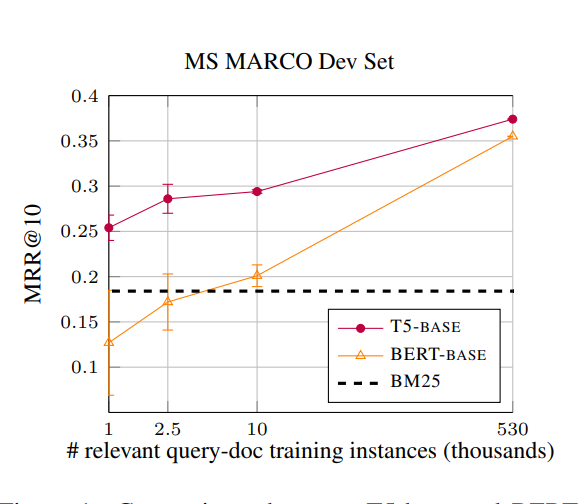 MS MARCO Dev Set
0.4
0.35
0.3
0.25
0.2
0.15
0.1
MRR@10
T5-BASE
BERT-BASE
BM25
1 2.5 10 530
# relevant query-doc training instances (thousands)